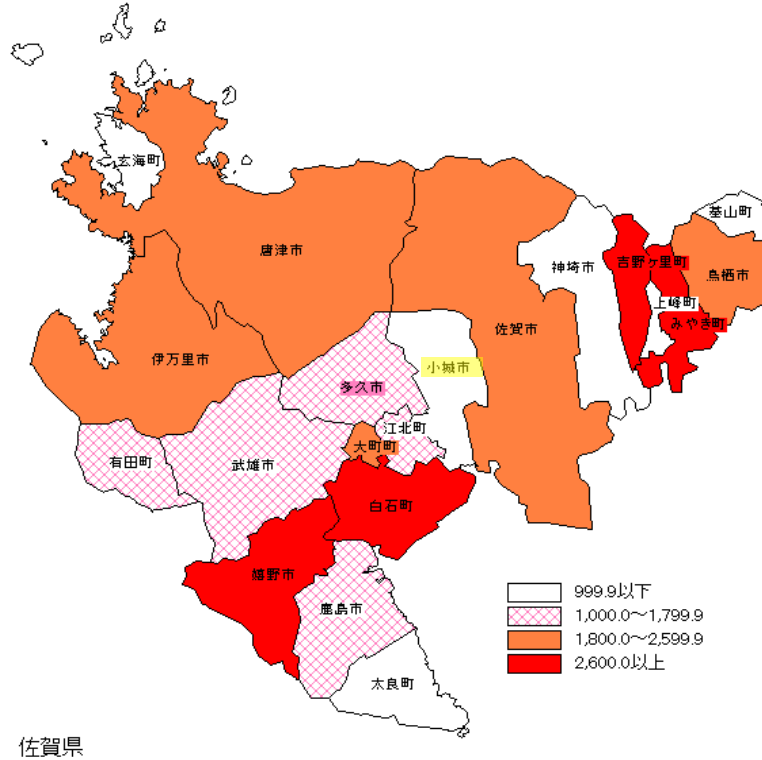 玄海町
基山町
唐津市
神埼市
吉野ヶ里町
鳥栖市
上峰町
みやき町
佐賀市
伊万里市
小城市
多久市
江北町
大町町
有田町
武雄市
白石町
嬉野市
鹿島市
太良町
999.9以下
1,000.0～1,799.9
1,800.0～2,599.9
2,600.0以上
佐賀県